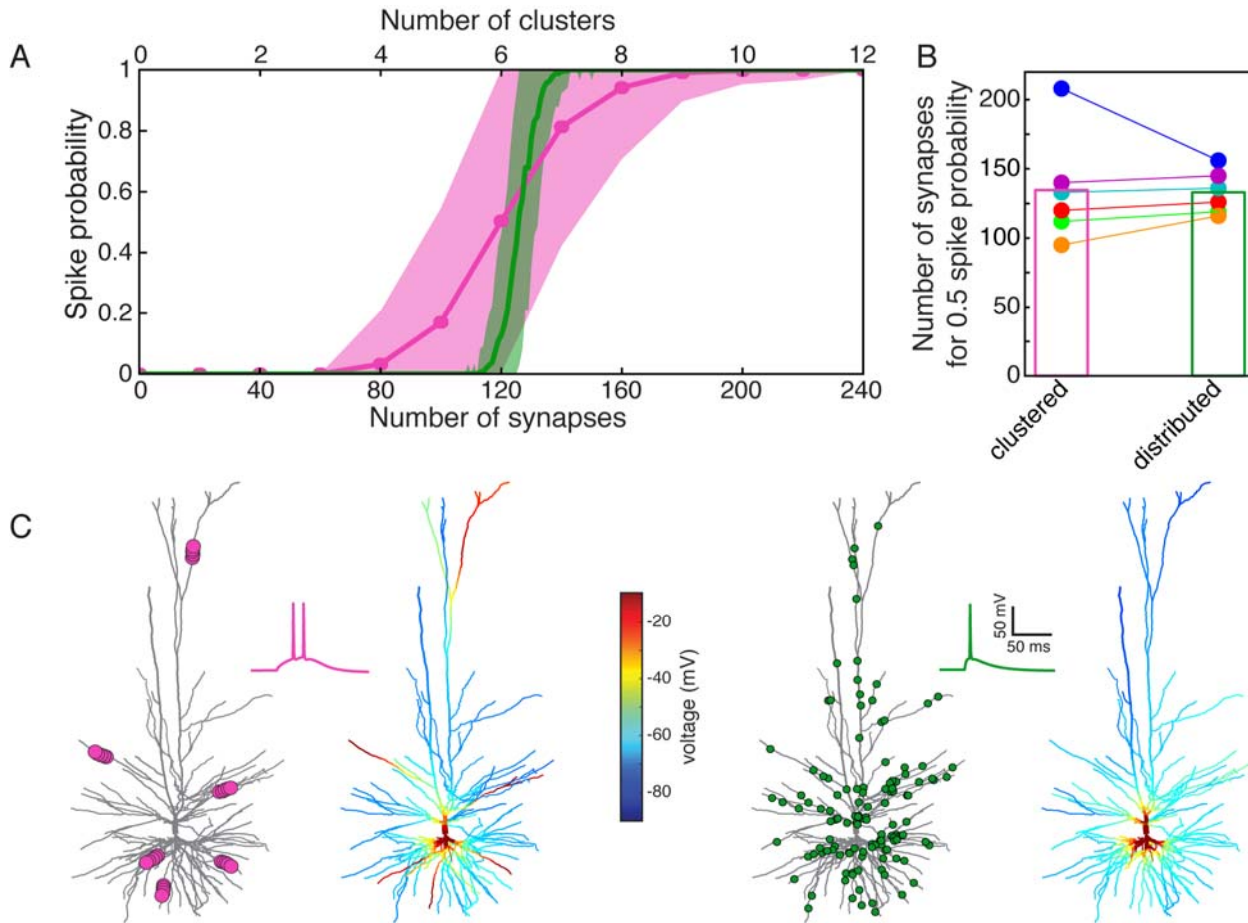 A
Number of clusters
0 2 4 6 8 10 12
Spike probability
1
0.8
0.6
0.4
0.2
0
0 40 80 120 160 200 240
Number of synapses
B
Number of synapses
for 0.5 spike probability
200
150
100
50
0
clustered
distributed
C
voltage (mV)
-20
-40
-60
-80
50 mV
50 ms